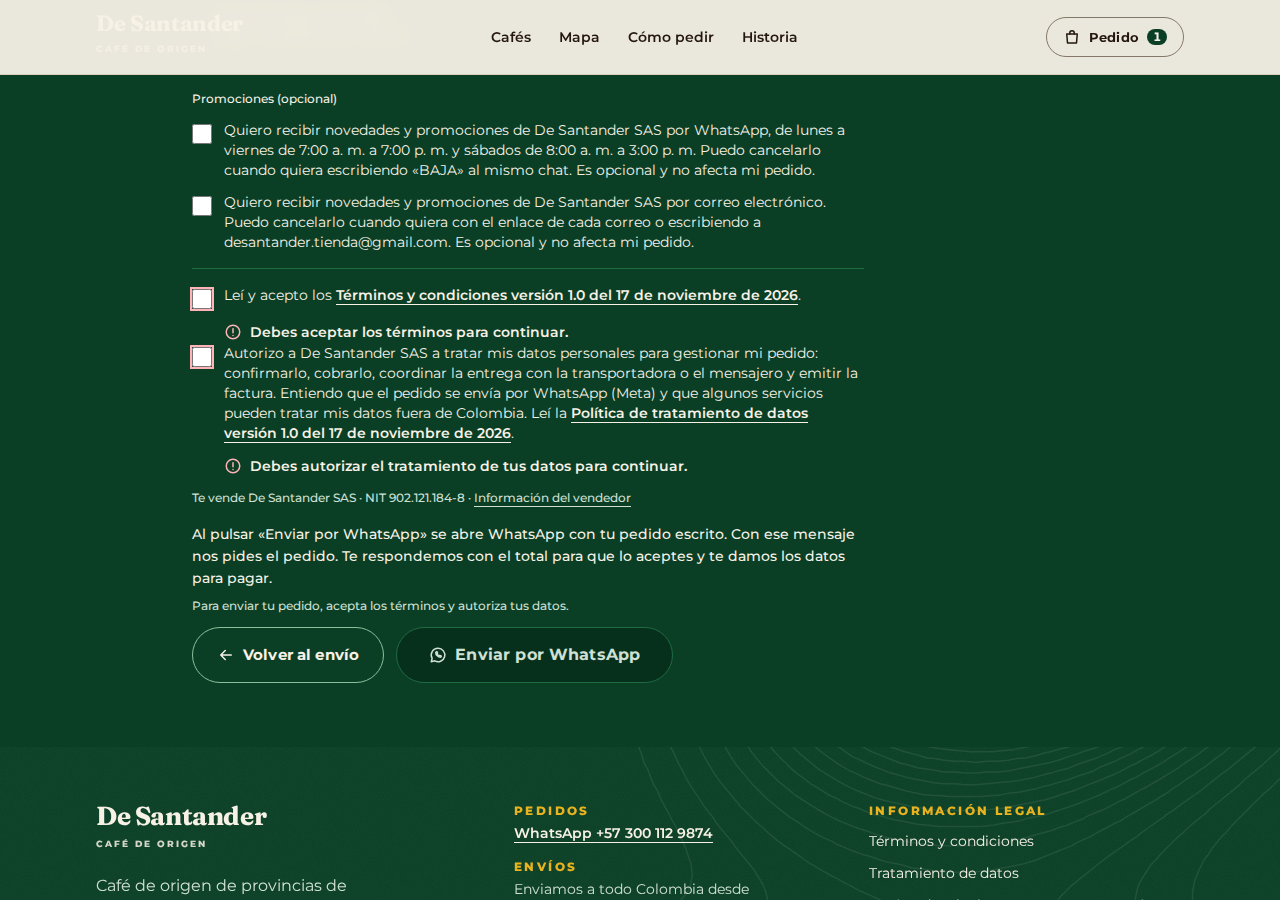 De Santander
CAFÉ DE ORIGEN
Cafés
Mapa
Cómo pedir
Historia
Pedido 1
Promociones (opcional)
Quiero recibir novedades y promociones de De Santander SAS por WhatsApp, de lunes a
viernes de 7:00 a. m. a 7:00 p. m. y sábados de 8:00 a. m. a 3:00 p. m. Puedo cancelarlo
cuando quiera escribiendo «BAJA» al mismo chat. Es opcional y no afecta mi pedido.
Quiero recibir novedades y promociones de De Santander SAS por correo electrónico.
Puedo cancelarlo cuando quiera con el enlace de cada correo o escribiendo a
desantander.tienda@gmail.com. Es opcional y no afecta mi pedido.
Leí y acepto los Términos y condiciones versión 1.0 del 17 de noviembre de 2026.
Debes aceptar los términos para continuar.
Autorizo a De Santander SAS a tratar mis datos personales para gestionar mi pedido:
confirmarlo, cobrarlo, coordinar la entrega con la transportadora o el mensajero y emitir la
factura. Entiendo que el pedido se envía por WhatsApp (Meta) y que algunos servicios
pueden tratar mis datos fuera de Colombia. Leí la Política de tratamiento de datos
versión 1.0 del 17 de noviembre de 2026.
Debes autorizar el tratamiento de tus datos para continuar.
Te vende De Santander SAS · NIT 902.121.184-8 · Información del vendedor
Al pulsar «Enviar por WhatsApp» se abre WhatsApp con tu pedido escrito. Con ese mensaje
nos pides el pedido. Te respondemos con el total para que lo aceptes y te damos los datos
para pagar.
Para enviar tu pedido, acepta los términos y autoriza tus datos.
Volver al envío
Enviar por WhatsApp
De Santander
CAFÉ DE ORIGEN
Café de origen de provincias de
PEDIDOS
WhatsApp +57 300 112 9874
ENVÍOS
Enviamos a todo Colombia desde
INFORMACIÓN LEGAL
Términos y condiciones
Tratamiento de datos